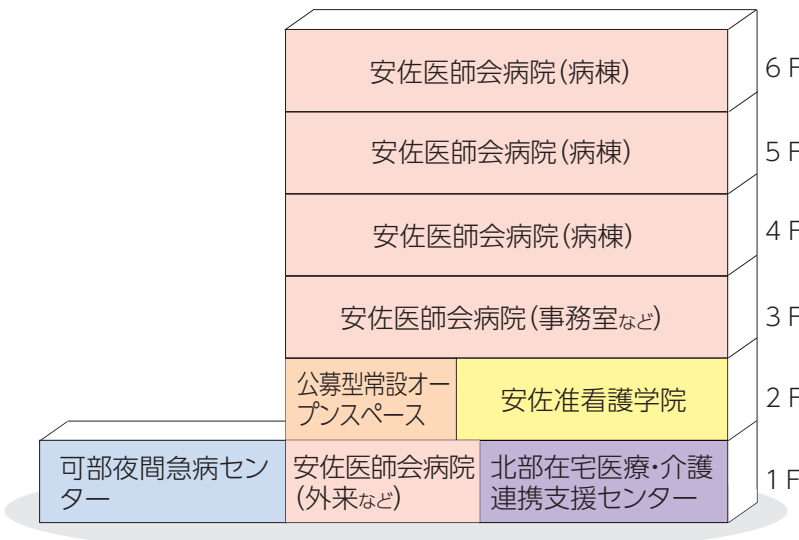 安佐医師会病院(病棟)
6 F
安佐医師会病院(病棟)
5 F
安佐医師会病院(病棟)
4 F
安佐医師会病院(事務室など)
3 F
公募型常設オー
プンスペース
安佐准看護学院
2 F
可部夜間急病セン
ター
安佐医師会病院
(外来など)
北部在宅医療・介護
連携支援センター
1 F